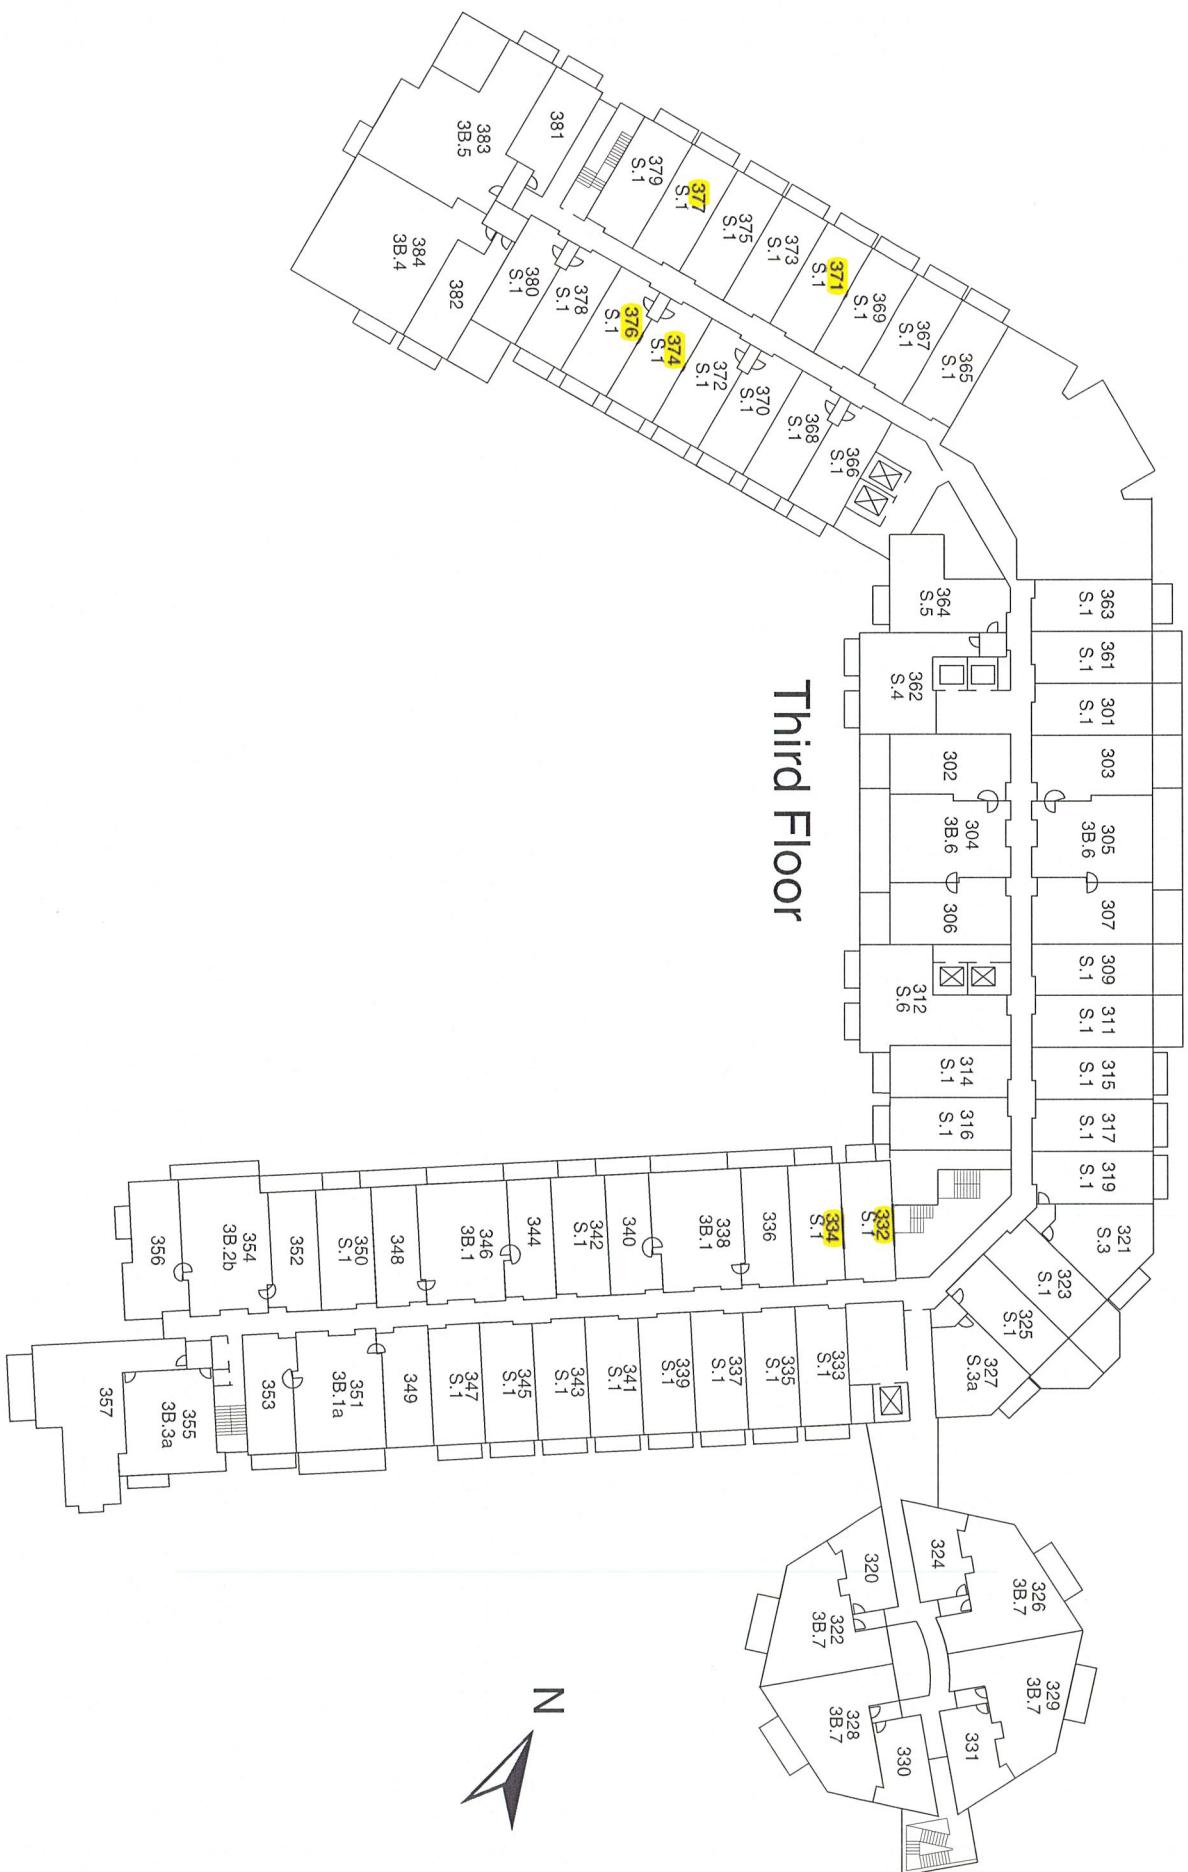 Third Floor
N
381
383
3B.5
384
3B.4
382
379
S.1
377
S.1
375
S.1
373
S.1
371
S.1
369
S.1
367
S.1
365
S.1
380
S.1
378
S.1
376
S.1
374
S.1
372
S.1
370
S.1
368
S.1
366
S.1
364
S.5
362
S.4
363
S.1
361
S.1
301
S.1
303
305
3B.6
307
309
S.1
311
S.1
315
S.1
317
S.1
319
S.1
302
304
3B.6
306
312
S.6
314
S.1
316
S.1
321
S.3
323
S.1
325
S.1
327
S.3a
332
S.1
334
S.1
336
338
3B.1
340
342
S.1
344
346
3B.1
348
350
S.1
352
354
3B.2b
356
333
S.1
335
S.1
337
S.1
339
S.1
341
S.1
343
S.1
345
S.1
347
S.1
349
351
3B.1a
353
355
3B.3a
357
324
326
3B.7
320
322
3B.7
329
3B.7
331
328
3B.7
330